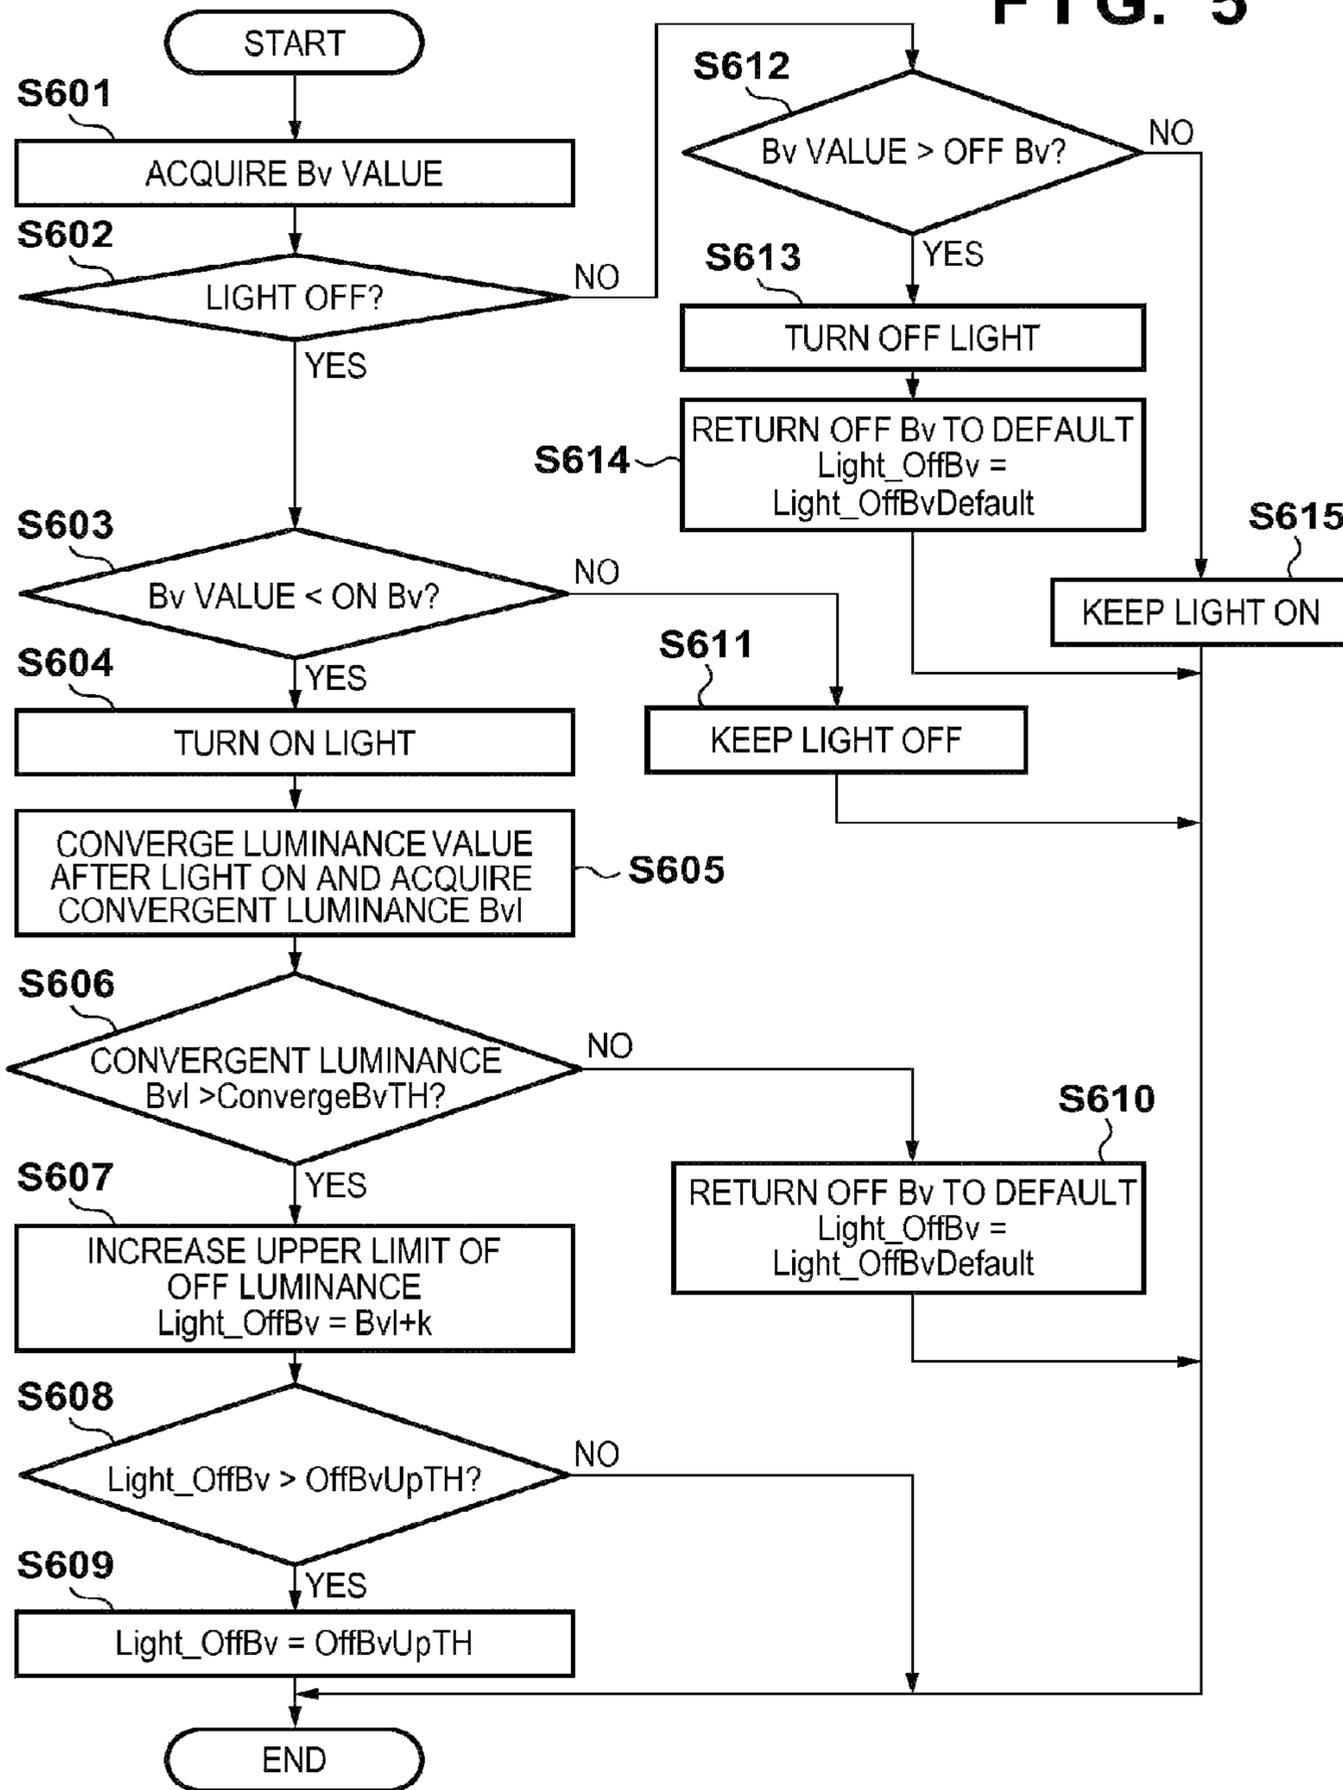 FIG. 5
START
S601
ACQUIRE Bv VALUE
S602
LIGHT OFF?
NO
YES
S603
Bv VALUE < ON Bv?
NO
YES
S604
TURN ON LIGHT
S605
CONVERGE LUMINANCE VALUE
AFTER LIGHT ON AND ACQUIRE
CONVERGENT LUMINANCE Bvl
S606
CONVERGENT LUMINANCE
Bvl >ConvergeBvTH?
NO
YES
S607
INCREASE UPPER LIMIT OF
OFF LUMINANCE
Light_OffBv = Bvl+k
S608
Light_OffBv > OffBvUpTH?
NO
YES
S609
Light_OffBv = OffBvUpTH
END
S612
Bv VALUE > OFF Bv?
NO
YES
S613
TURN OFF LIGHT
S614
RETURN OFF Bv TO DEFAULT
Light_OffBv =
Light_OffBvDefault
S615
KEEP LIGHT ON
S611
KEEP LIGHT OFF
S610
RETURN OFF Bv TO DEFAULT
Light_OffBv =
Light_OffBvDefault